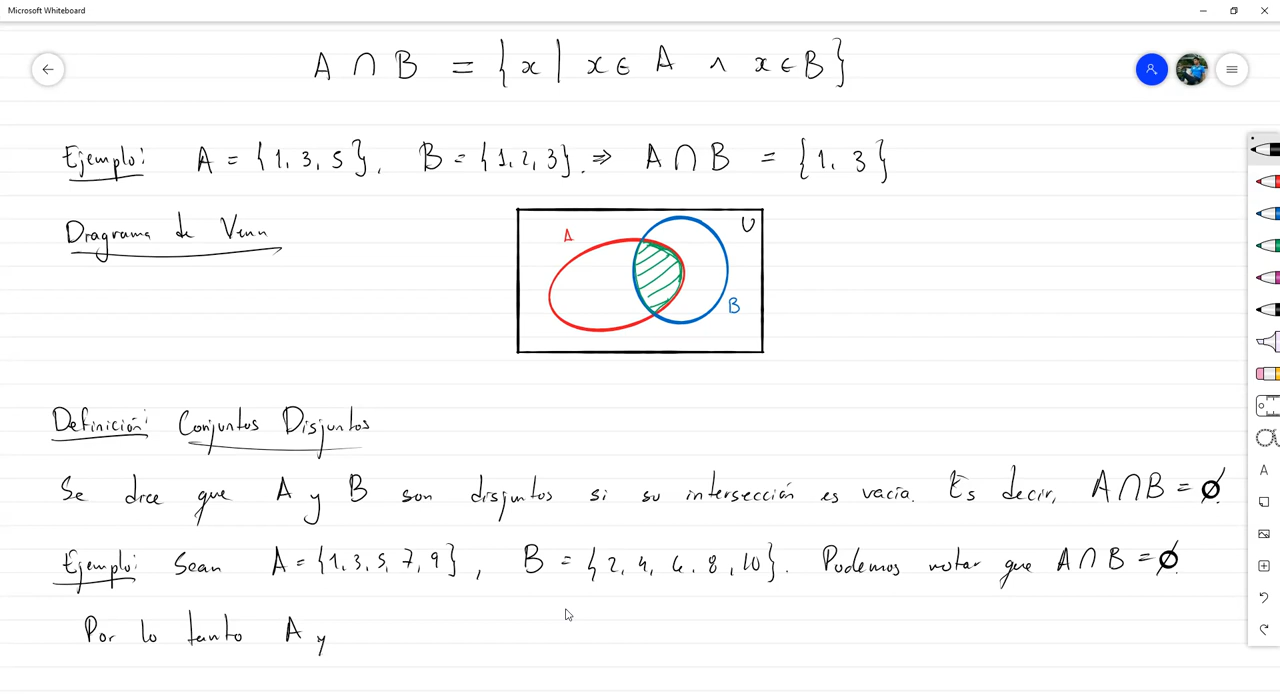 Microsoft Whiteboard
A ∩ B = {x | x ∈ A ∧ x ∈ B}
Ejemplo: A = {1, 3, 5}, B = {1, 2, 3}. ⇒ A ∩ B = {1, 3}
Diagrama de Venn
A
U
B
Definición: Conjuntos Disjuntos
Se dice que A y B son disjuntos si su intersección es vacía. Es decir, A ∩ B = ∅
Ejemplo: Sean A = {1, 3, 5, 7, 9}, B = {2, 4, 6, 8, 10}. Podemos notar que A ∩ B = ∅.
Por lo tanto A y